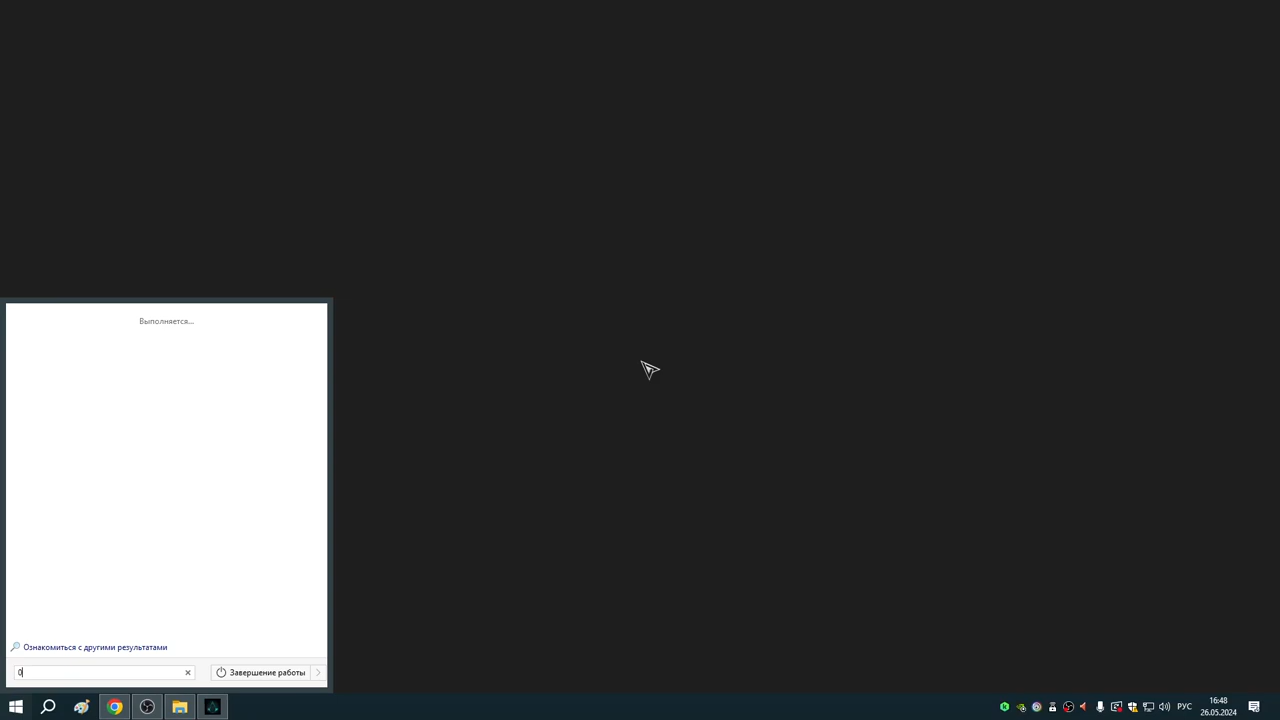 Выполняется...
Ознакомиться с другими результатами
0
Завершение работы
РУС
16:48
26.05.2024